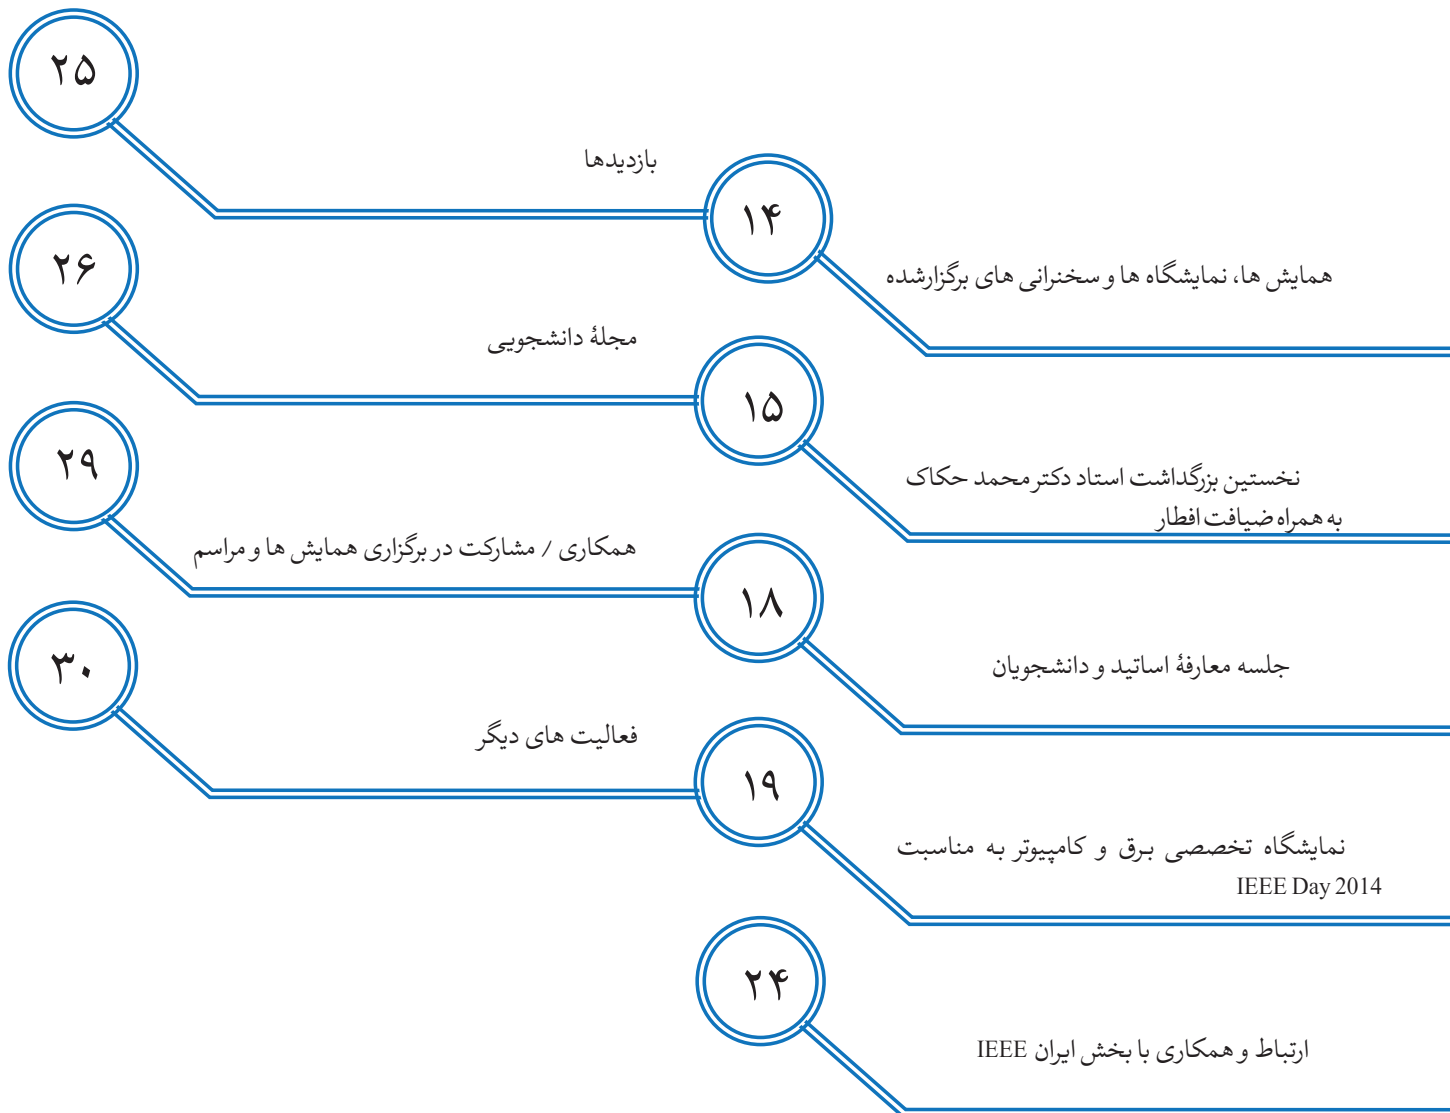 ۱۴
همایش ها، نمایشگاه ها و سخنرانی های برگزارشده
۱۵
نخستین بزرگداشت استاد دکتر محمد حکاک
به همراه ضیافت افطار
۱۸
جلسه معارفۀ اساتید و دانشجویان
۱۹
نمایشگاه تخصصی برق و کامپیوتر به مناسبت
IEEE Day 2014
۲۴
ارتباط و همکاری با بخش ایران IEEE
۲۵
بازدیدها
۲۶
مجلۀ دانشجویی
۲۹
همکاری / مشارکت در برگزاری همایش ها و مراسم
۳۰
فعالیت های دیگر